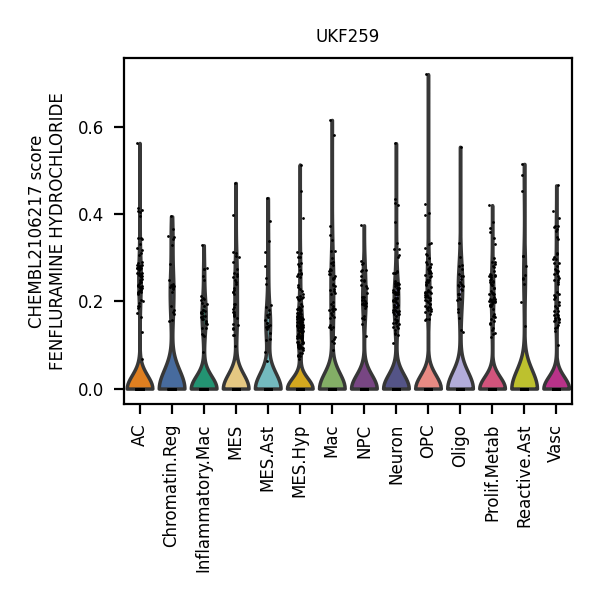 UKF259
CHEMBL2106217 score
FENFLURAMINE HYDROCHLORIDE
0.6
0.4
0.2
0.0
AC
Chromatin.Reg
Inflammatory.Mac
MES
MES.Ast
MES.Hyp
Mac
NPC
Neuron
OPC
Oligo
Prolif.Metab
Reactive.Ast
Vasc